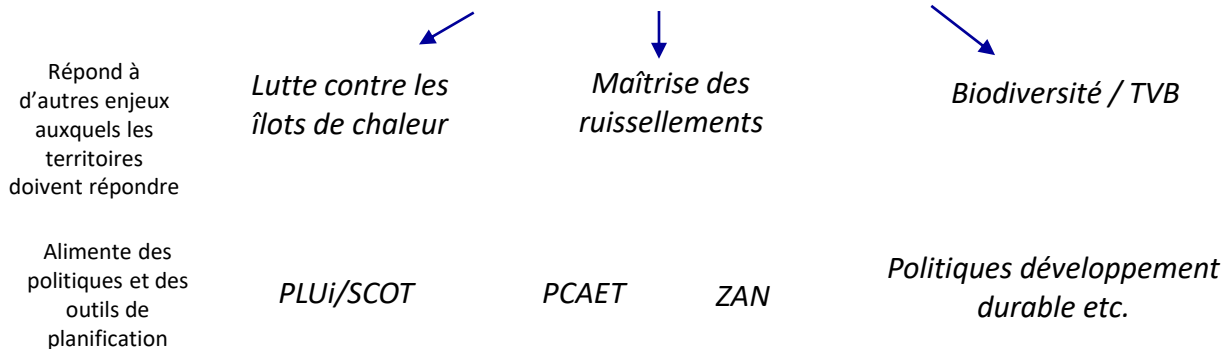 Répond à
d’autres enjeux
auxquels les
territoires
doivent répondre
Lutte contre les
îlots de chaleur
Maîtrise des
ruissellements
Biodiversité / TVB
Alimente des
politiques et des
outils de
planification
PLUi/SCOT
PCAET
ZAN
Politiques développement
durable etc.